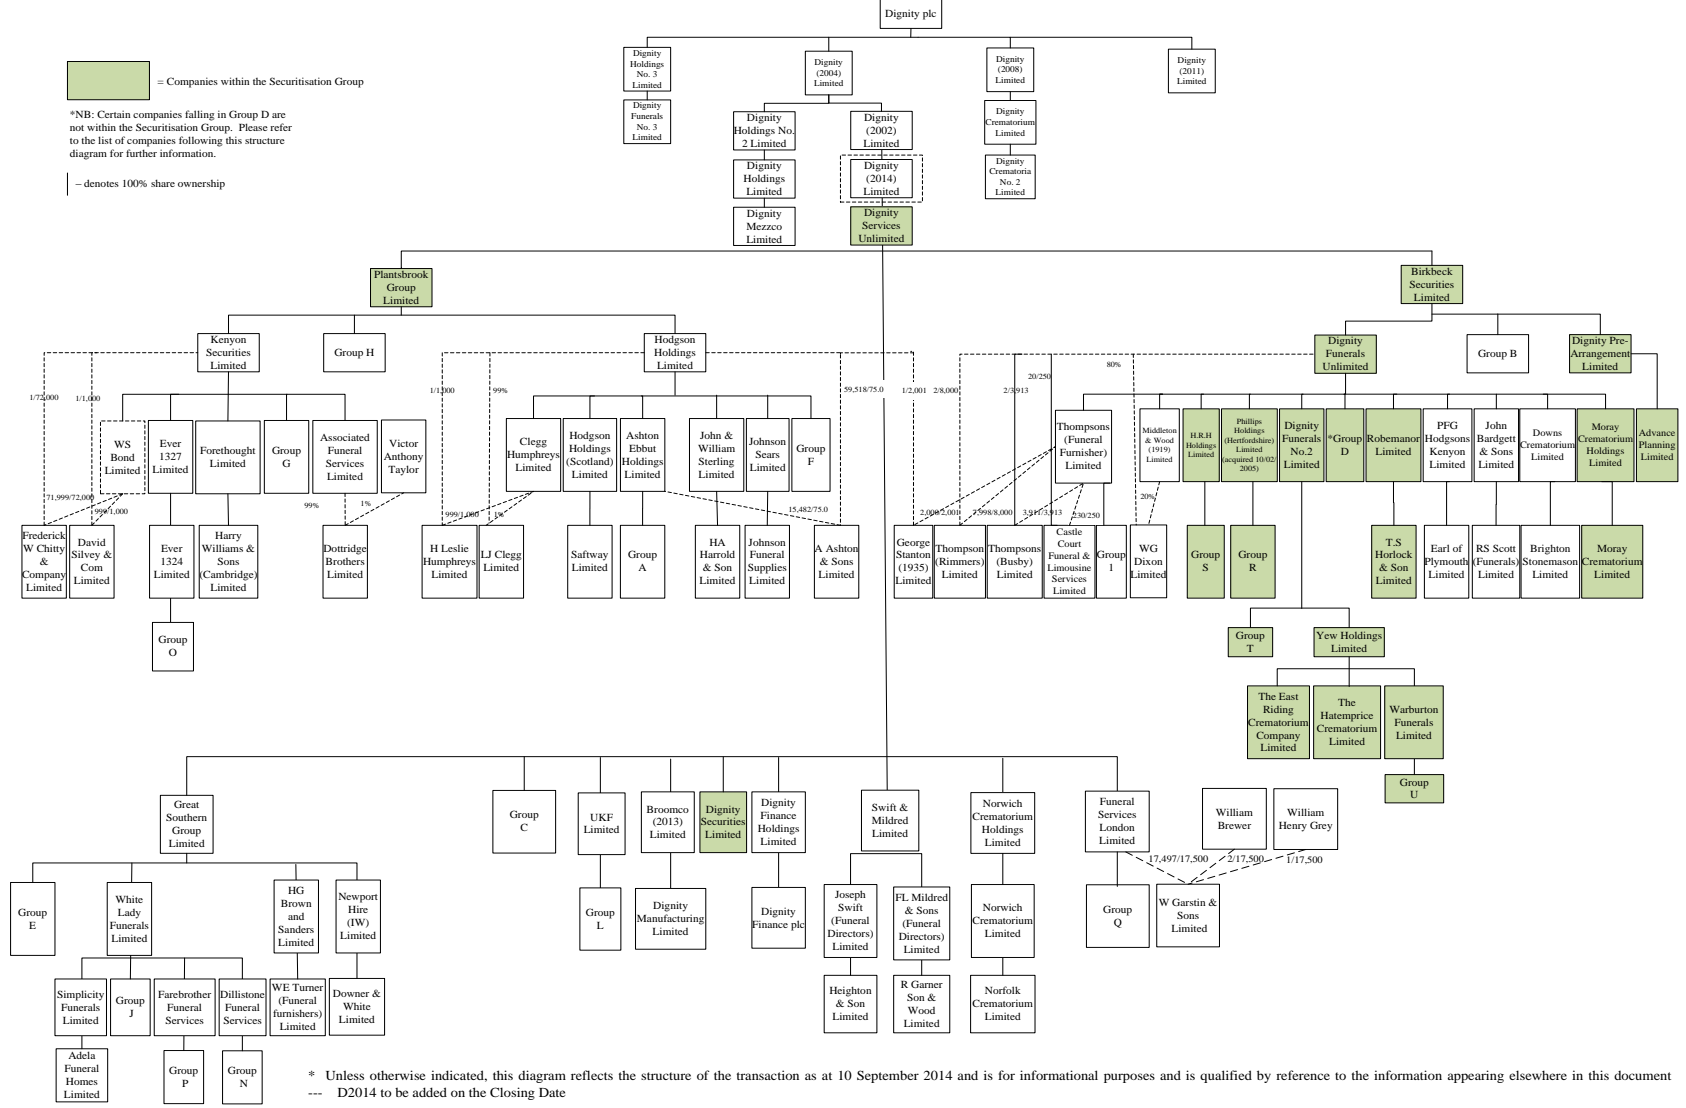 Dignity plc
Dignity
Holdings
No. 3
Limited
Dignity
(2004)
Limited
Dignity
(2008)
Limited
Dignity
(2011)
Limited
= Companies within the Securitisation Group
*NB: Certain companies falling in Group D are
not within the Securitisation Group. Please refer
to the list of companies following this structure
diagram for further information.
– denotes 100% share ownership
Dignity
Funerals
No. 3
Limited
Dignity
Holdings No.
2 Limited
Dignity
(2002)
Limited
Dignity
Crematorium
Limited
Dignity
Holdings
Limited
Dignity
(2014)
Limited
Dignity
Crematoria
No. 2
Limited
Dignity
Mezzco
Limited
Dignity
Services
Unlimited
Plantsbrook
Group
Limited
Birkbeck
Securities
Limited
Kenyon
Securities
Limited
Group H
Hodgson
Holdings
Limited
Dignity
Funerals
Unlimited
Group B
Dignity Pre-
Arrangement
Limited
1/72,000
1/1,000
1/1,000
99%
59,518/75.0
1/2,001
2/8,000
2/3,913
20/250
80%
WS
Bond
Limited
Ever
1327
Limited
Forethought
Limited
Group
G
Associated
Funeral
Services
Limited
Victor
Anthony
Taylor
Clegg
Humphreys
Limited
Hodgson
Holdings
(Scotland)
Limited
Ashton
Ebbut
Holdings
Limited
John &
William
Sterling
Limited
Johnson
Sears
Limited
Group
F
Thompsons
(Funeral
Furnisher)
Limited
Middleton
& Wood
(1919)
Limited
H.R.H
Holdings
Limited
Phillips
Holdings
(Hertfordshire)
Limited
(acquired 10/02/
2005)
Dignity
Funerals
No.2
Limited
*Group
D
Robemanor
Limited
PFG
Hodgsons
Kenyon
Limited
John
Bardgett
& Sons
Limited
Downs
Crematorium
Limited
Moray
Crematorium
Holdings
Limited
Advance
Planning
Limited
71,999/72,000
999/1,000
99%
1%
999/1,000
1%
15,482/75.0
2,000/2,001
7,998/8,000
3,911/3,913
230/250
20%
Frederick
W Chitty
&
Company
Limited
David
Silvey &
Com
Limited
Ever
1324
Limited
Harry
Williams &
Sons
(Cambridge)
Limited
Dottridge
Brothers
Limited
H Leslie
Humphreys
Limited
LJ Clegg
Limited
Saftway
Limited
Group
A
HA
Harrold
& Son
Limited
Johnson
Funeral
Supplies
Limited
A Ashton
& Sons
Limited
George
Stanton
(1935)
Limited
Thompson
(Rimmers)
Limited
Thompsons
(Busby)
Limited
Castle
Court
Funeral &
Limousine
Services
Limited
Group
1
WG
Dixon
Limited
Group
S
Group
R
T.S
Horlock
& Son
Limited
Earl of
Plymouth
Limited
RS Scott
(Funerals)
Limited
Brighton
Stonemason
Limited
Moray
Crematorium
Limited
Group
O
Group
T
Yew Holdings
Limited
The East
Riding
Crematorium
Company
Limited
The
Hatemprice
Crematorium
Limited
Warburton
Funerals
Limited
Group
U
Great
Southern
Group
Limited
Group
C
UKF
Limited
Broomco
(2013)
Limited
Dignity
Securities
Limited
Dignity
Finance
Holdings
Limited
Swift &
Mildred
Limited
Norwich
Crematorium
Holdings
Limited
Funeral
Services
London
Limited
William
Brewer
William
Henry Grey
17,497/17,500
2/17,500
1/17,500
Group
E
White
Lady
Funerals
Limited
HG
Brown
and
Sanders
Limited
Newport
Hire
(IW)
Limited
Group
L
Dignity
Manufacturing
Limited
Dignity
Finance plc
Joseph
Swift
(Funeral
Directors)
Limited
FL Mildred
& Sons
(Funeral
Directors)
Limited
Norwich
Crematorium
Limited
Group
Q
W Garstin &
Sons
Limited
Simplicity
Funerals
Limited
Group
J
Farebrother
Funeral
Services
Dillistone
Funeral
Services
WE Turner
(Funeral
furnishers)
Limited
Downer &
White
Limited
Heighton
& Son
Limited
R Garner
Son &
Wood
Limited
Norfolk
Crematorium
Limited
Adela
Funeral
Homes
Limited
Group
P
Group
N
* Unless otherwise indicated, this diagram reflects the structure of the transaction as at 10 September 2014 and is for informational purposes and is qualified by reference to the information appearing elsewhere in this document
--- D2014 to be added on the Closing Date